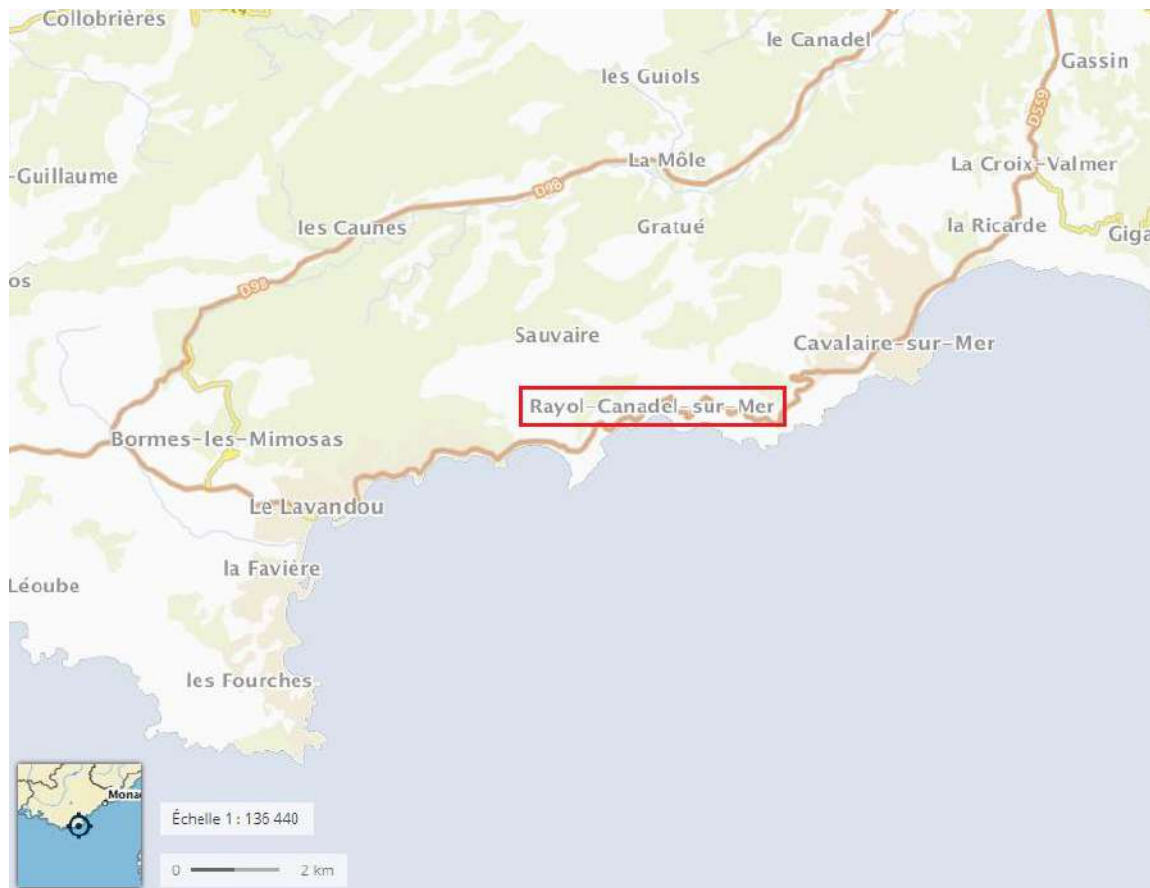 Collobrières
le Canadel
Gassin
les Guiols
D559
La Môle
La Croix-Valmer
-Guillaume
D98
les Caunes
Gratué
la Ricarde
Giga
os
D98
Sauvaire
Cavalaire-sur-Mer
Rayol-Canadel-sur-Mer
Bormes-les-Mimosas
Le Lavandou
la Favière
Léoube
les Fourches
Mona
Échelle 1 : 136 440
0 2 km